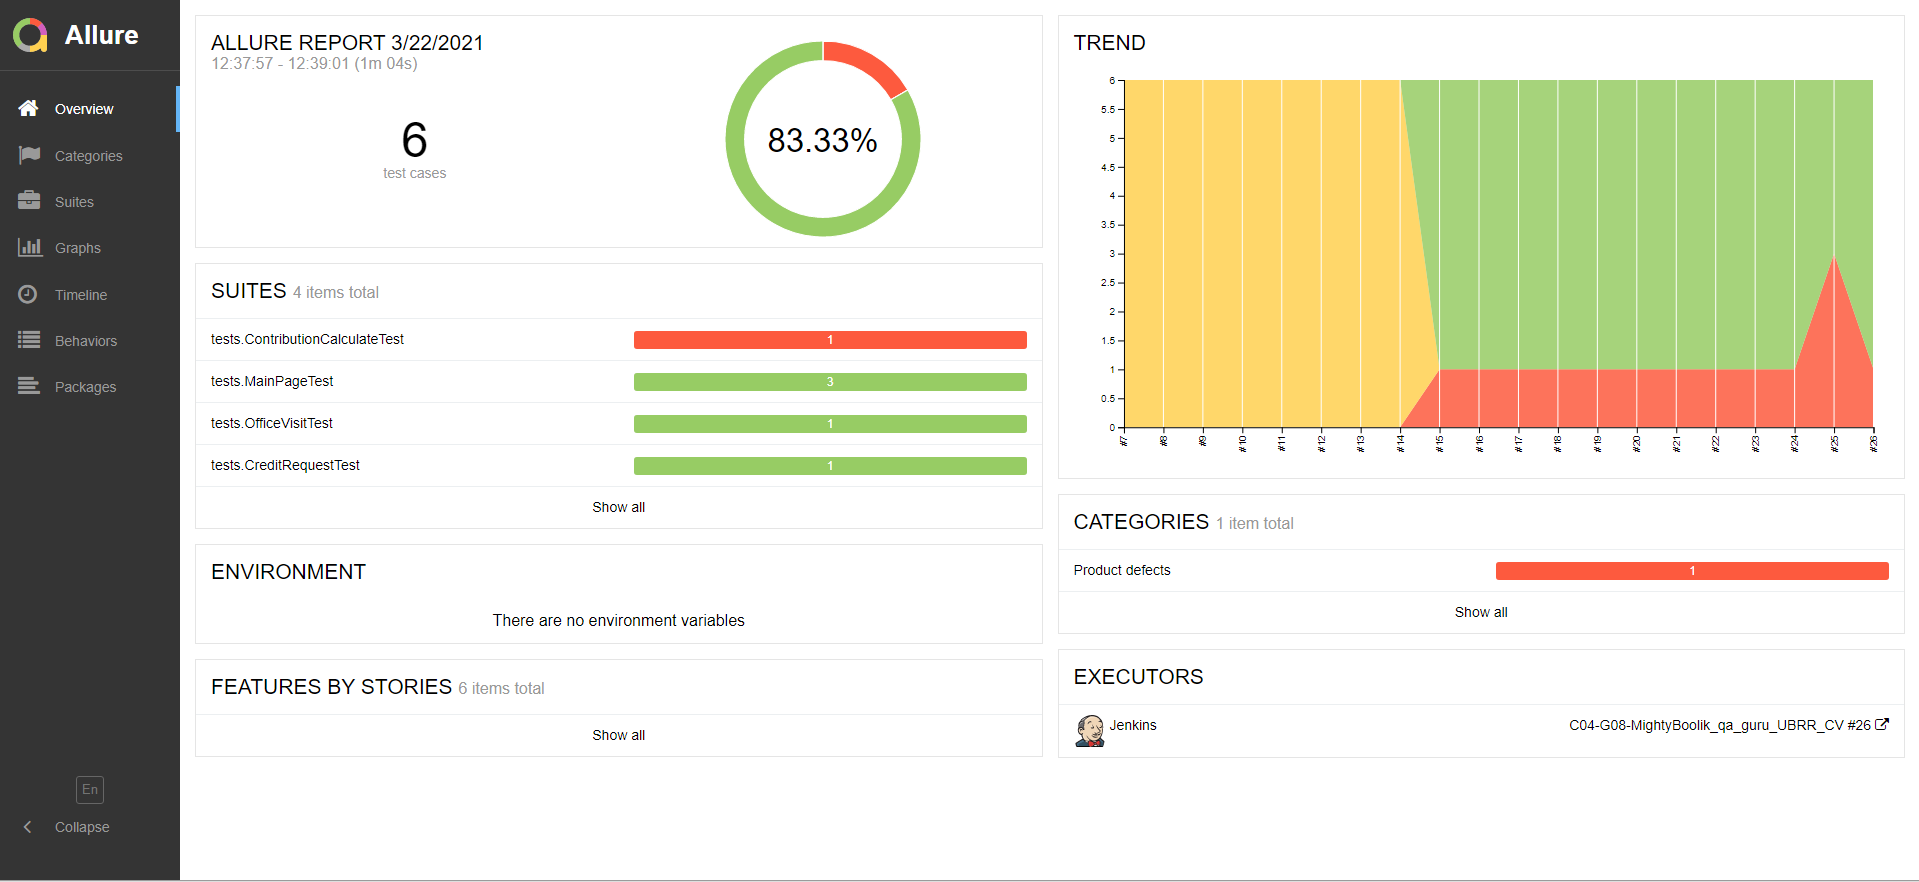 Allure
Overview
Categories
Suites
Graphs
Timeline
Behaviors
Packages
En
Collapse
ALLURE REPORT 3/22/2021
12:37:57 - 12:39:01 (1m 04s)
6
test cases
83.33%
SUITES 4 items total
tests.ContributionCalculateTest 1
tests.MainPageTest 3
tests.OfficeVisitTest 1
tests.CreditRequestTest 1
Show all
ENVIRONMENT
There are no environment variables
FEATURES BY STORIES 6 items total
Show all
TREND
6
5.5
5
4.5
4
3.5
3
2.5
2
1.5
1
0.5
0
#7 #8 #9 #10 #11 #12 #13 #14 #15 #16 #17 #18 #19 #20 #21 #22 #23 #24 #25 #26
CATEGORIES 1 item total
Product defects 1
Show all
EXECUTORS
Jenkins C04-G08-MightyBoolik_qa_guru_UBRR_CV #26